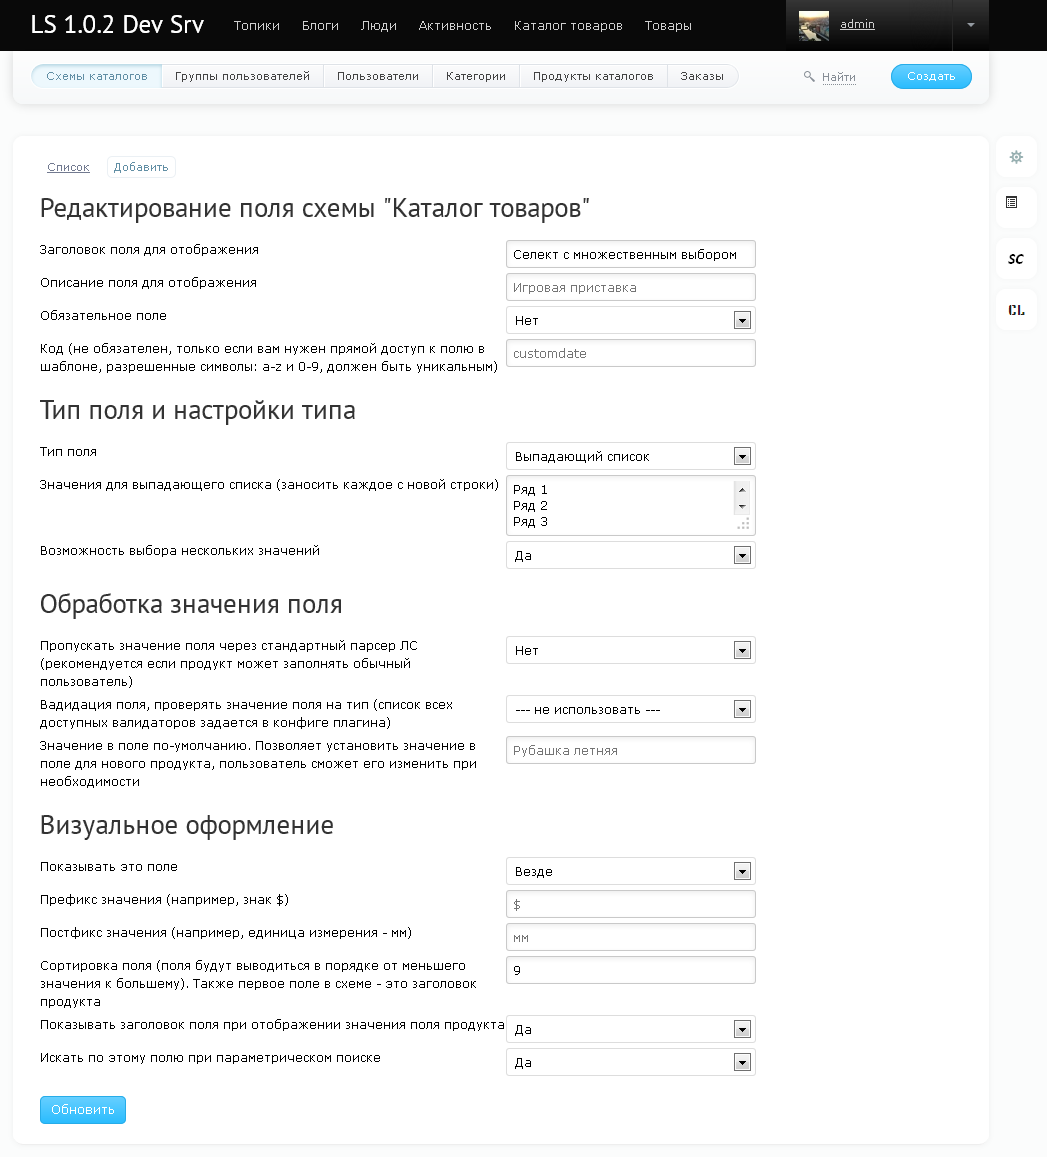 LS 1.0.2 Dev Srv Топики Блоги Люди Активность Каталог товаров Товары admin
Схемы каталогов Группы пользователей Пользователи Категории Продукты каталогов Заказы Найти Создать
Список Добавить
Редактирование поля схемы "Каталог товаров"
Заголовок поля для отображения Селект с множественным выбором
Описание поля для отображения Игровая приставка
Обязательное поле Нет
Код (не обязателен, только если вам нужен прямой доступ к полю в
шаблоне, разрешенные символы: a-z и 0-9, должен быть уникальным) customdate
Тип поля и настройки типа
Тип поля Выпадающий список
Значения для выпадающего списка (заносить каждое с новой строки) Ряд 1
Ряд 2
Ряд 3
Возможность выбора нескольких значений Да
Обработка значения поля
Пропускать значение поля через стандартный парсер ЛС Нет
(рекомендуется если продукт может заполнять обычный
пользователь)
Вадидация поля, проверять значение поля на тип (список всех --- не использовать ---
доступных валидаторов задается в конфиге плагина)
Значение в поле по-умолчанию. Позволяет установить значение в Рубашка летняя
поле для нового продукта, пользователь сможет его изменить при
необходимости
Визуальное оформление
Показывать это поле Везде
Префикс значения (например, знак $) $
Постфикс значения (например, единица измерения - мм) мм
Сортировка поля (поля будут выводиться в порядке от меньшего 9
значения к большему). Также первое поле в схеме - это заголовок
продукта
Показывать заголовок поля при отображении значения поля продукта Да
Искать по этому полю при параметрическом поиске Да
Обновить
SC
CL